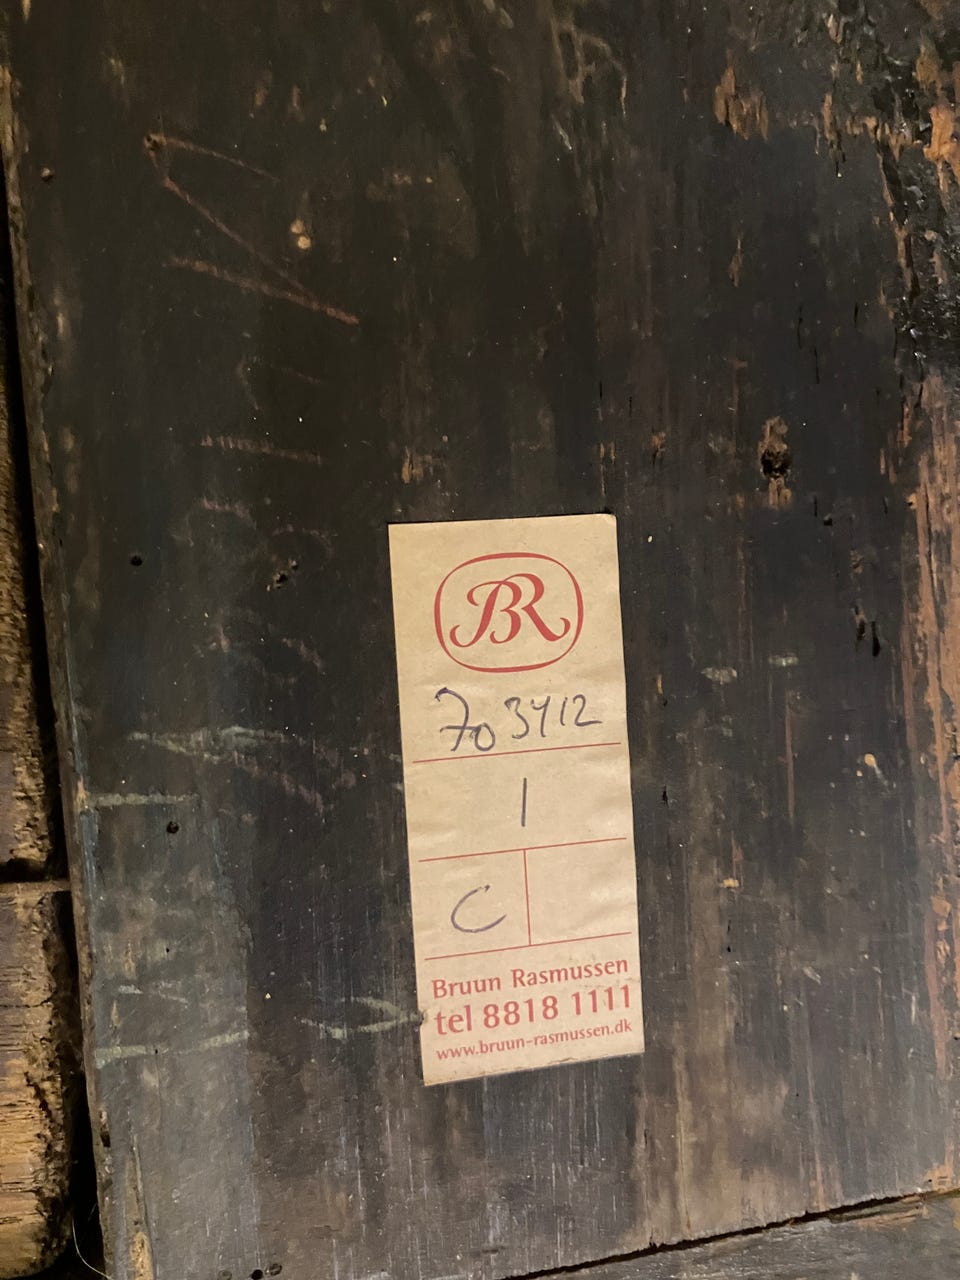 BR
703412
1
C
Bruun Rasmussen
tel 8818 1111
www.bruun-rasmussen.dk